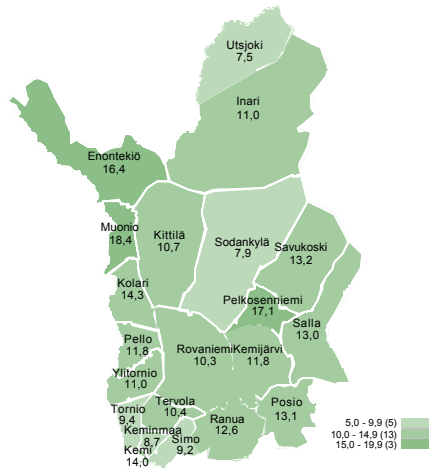 Utsjoki
7,5
Inari
11,0
Enontekiö
16,4
Muonio
18,4
Kittilä
10,7
Sodankylä
7,9
Savukoski
13,2
Kolari
14,3
Pelkosenniemi
17,1
Salla
13,0
Pello
11,8
Rovaniemi
10,3
Kemijärvi
11,8
Ylitornio
11,0
Tornio
9,4
Tervola
10,4
Posio
13,1
Keminmaa
8,7
Ranua
12,6
Simo
9,2
Kemi
14,0
5,0 - 9,9 (5)
10,0 - 14,9 (13)
15,0 - 19,9 (3)